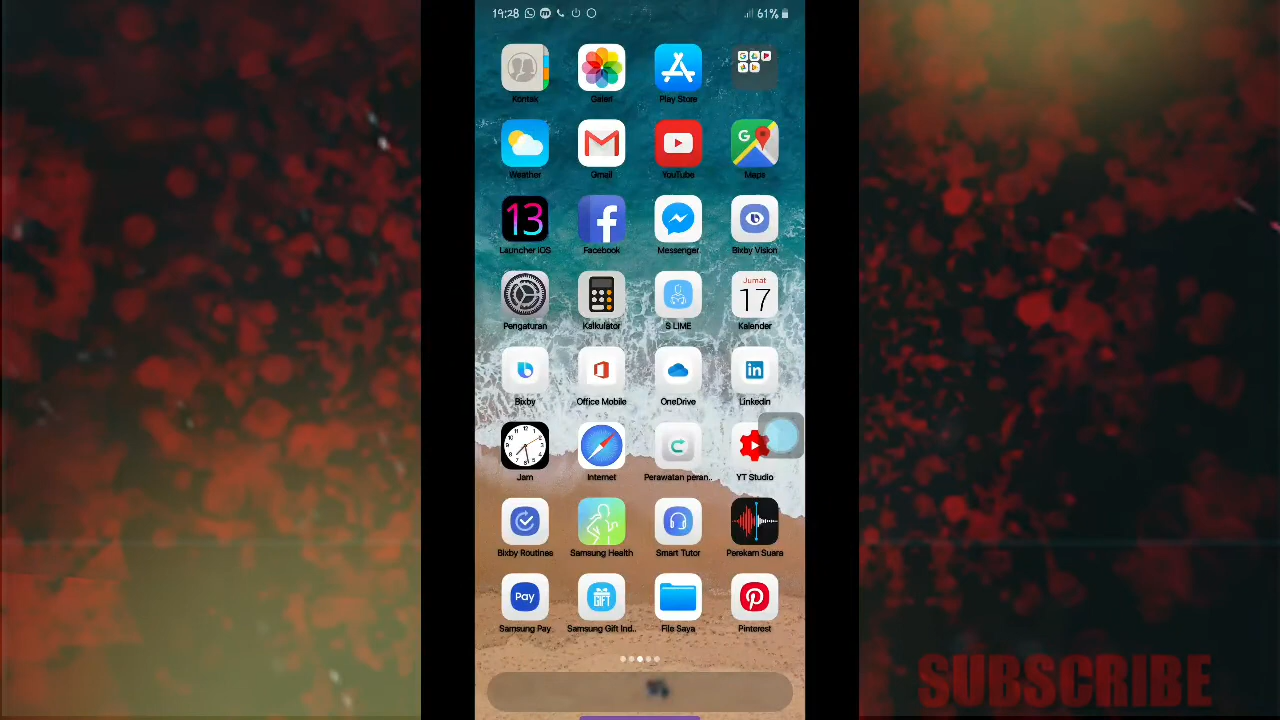 19:28 61%
Kontak Galeri Play Store
Weather Gmail YouTube Maps
13
Launcher iOS Facebook Messenger Bixby Vision
Jumat
17
Pengaturan Kalkulator S LIME Kalender
Bixby Office Mobile OneDrive LinkedIn
Jam Internet Perawatan peran.. YT Studio
Bixby Routines Samsung Health Smart Tutor Perekam Suara
Pay GIFT
Samsung Pay Samsung Gift Ind.. File Saya Pinterest
SUBSCRIBE